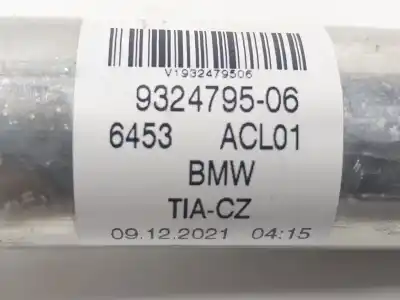 V1932479506
9324795-06
6453 ACL01
BMW
TIA-CZ
09.12.2021 04:15